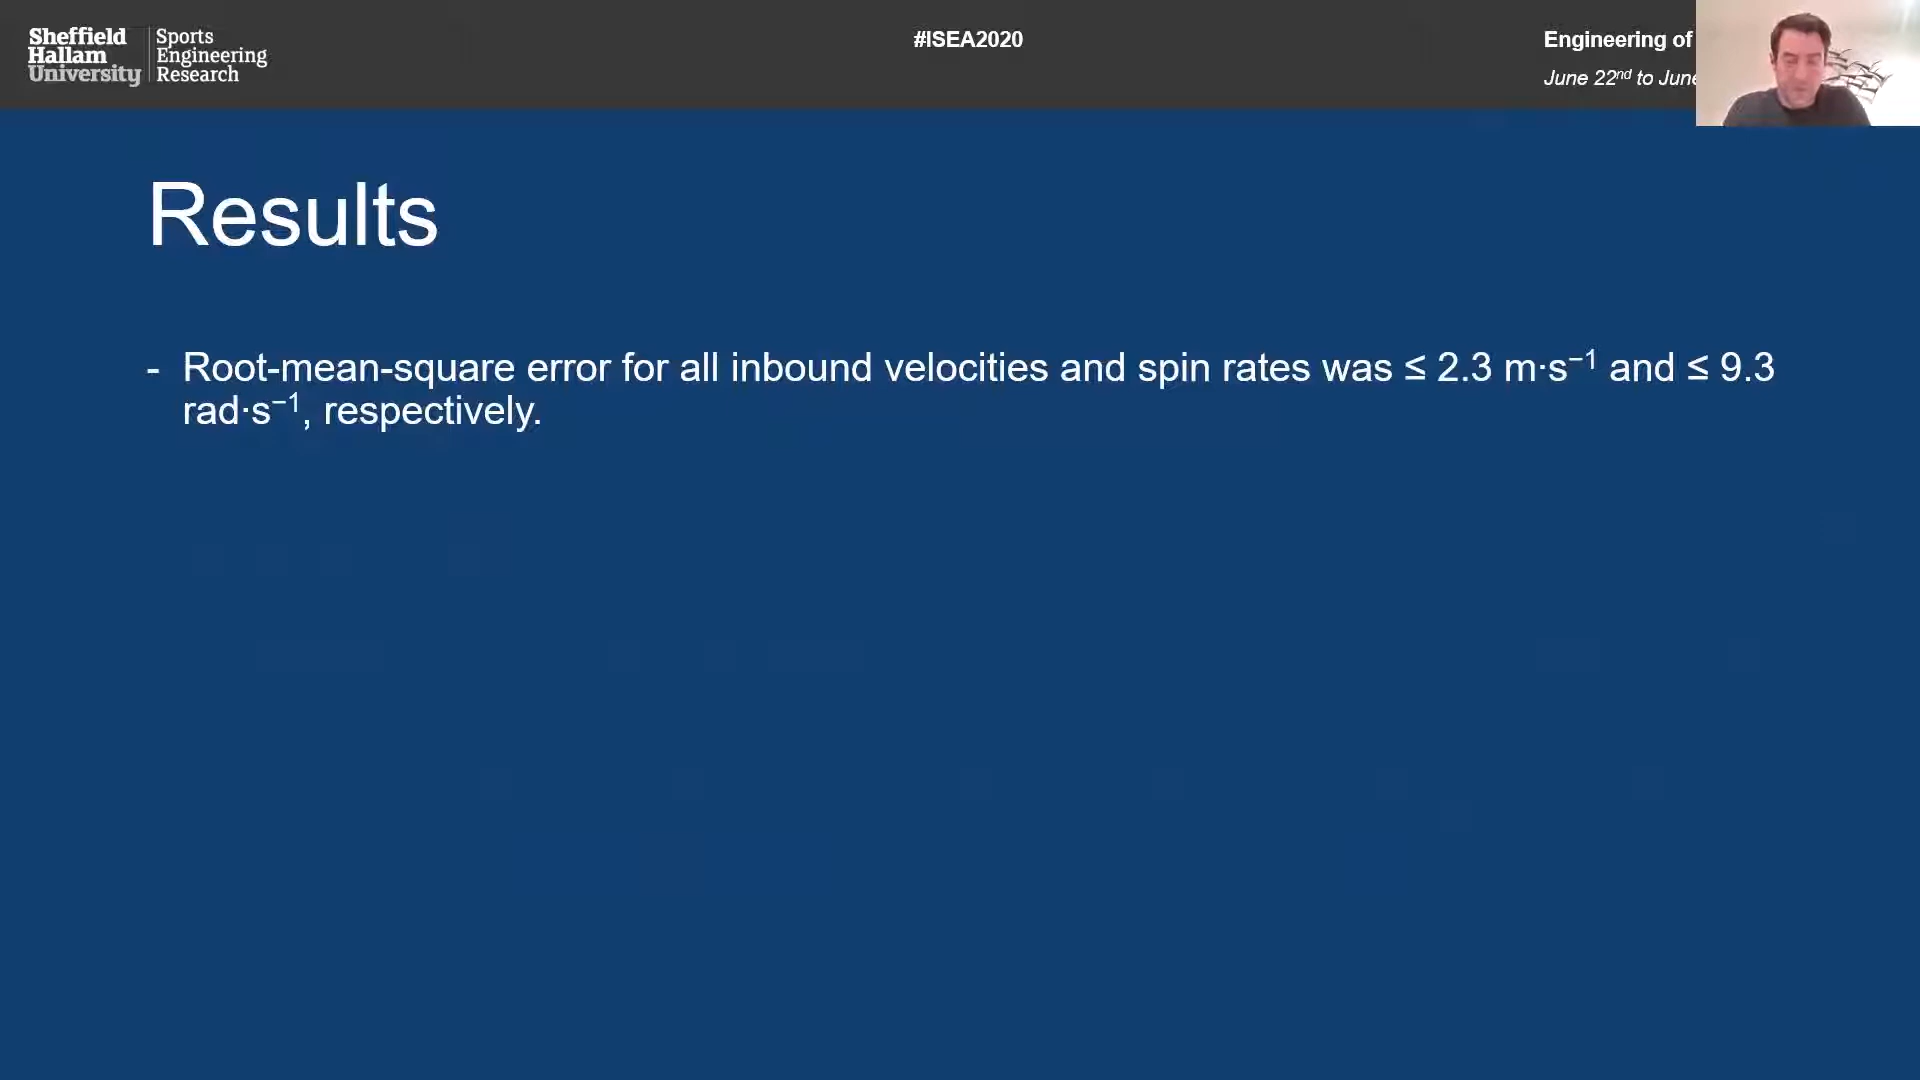 Sheffield
Hallam
University
Sports
Engineering
Research
#ISEA2020
Engineering of
June 22nd to June
Results
- Root-mean-square error for all inbound velocities and spin rates was ≤ 2.3 m·s⁻¹ and ≤ 9.3
rad·s⁻¹, respectively.